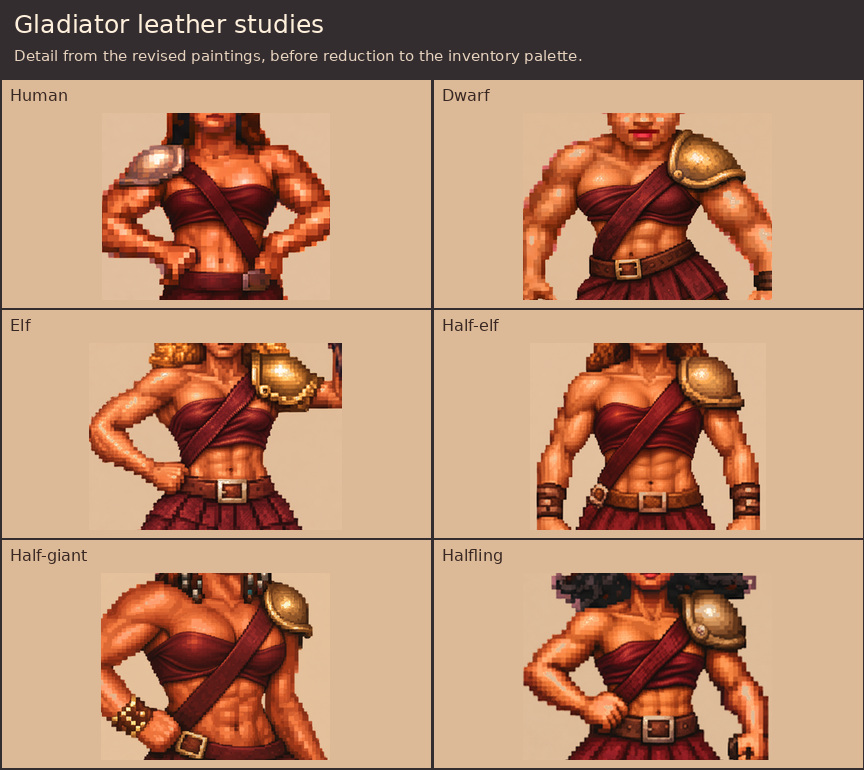 Gladiator leather studies
Detail from the revised paintings, before reduction to the inventory palette.
Human
Dwarf
Elf
Half-elf
Half-giant
Halfling